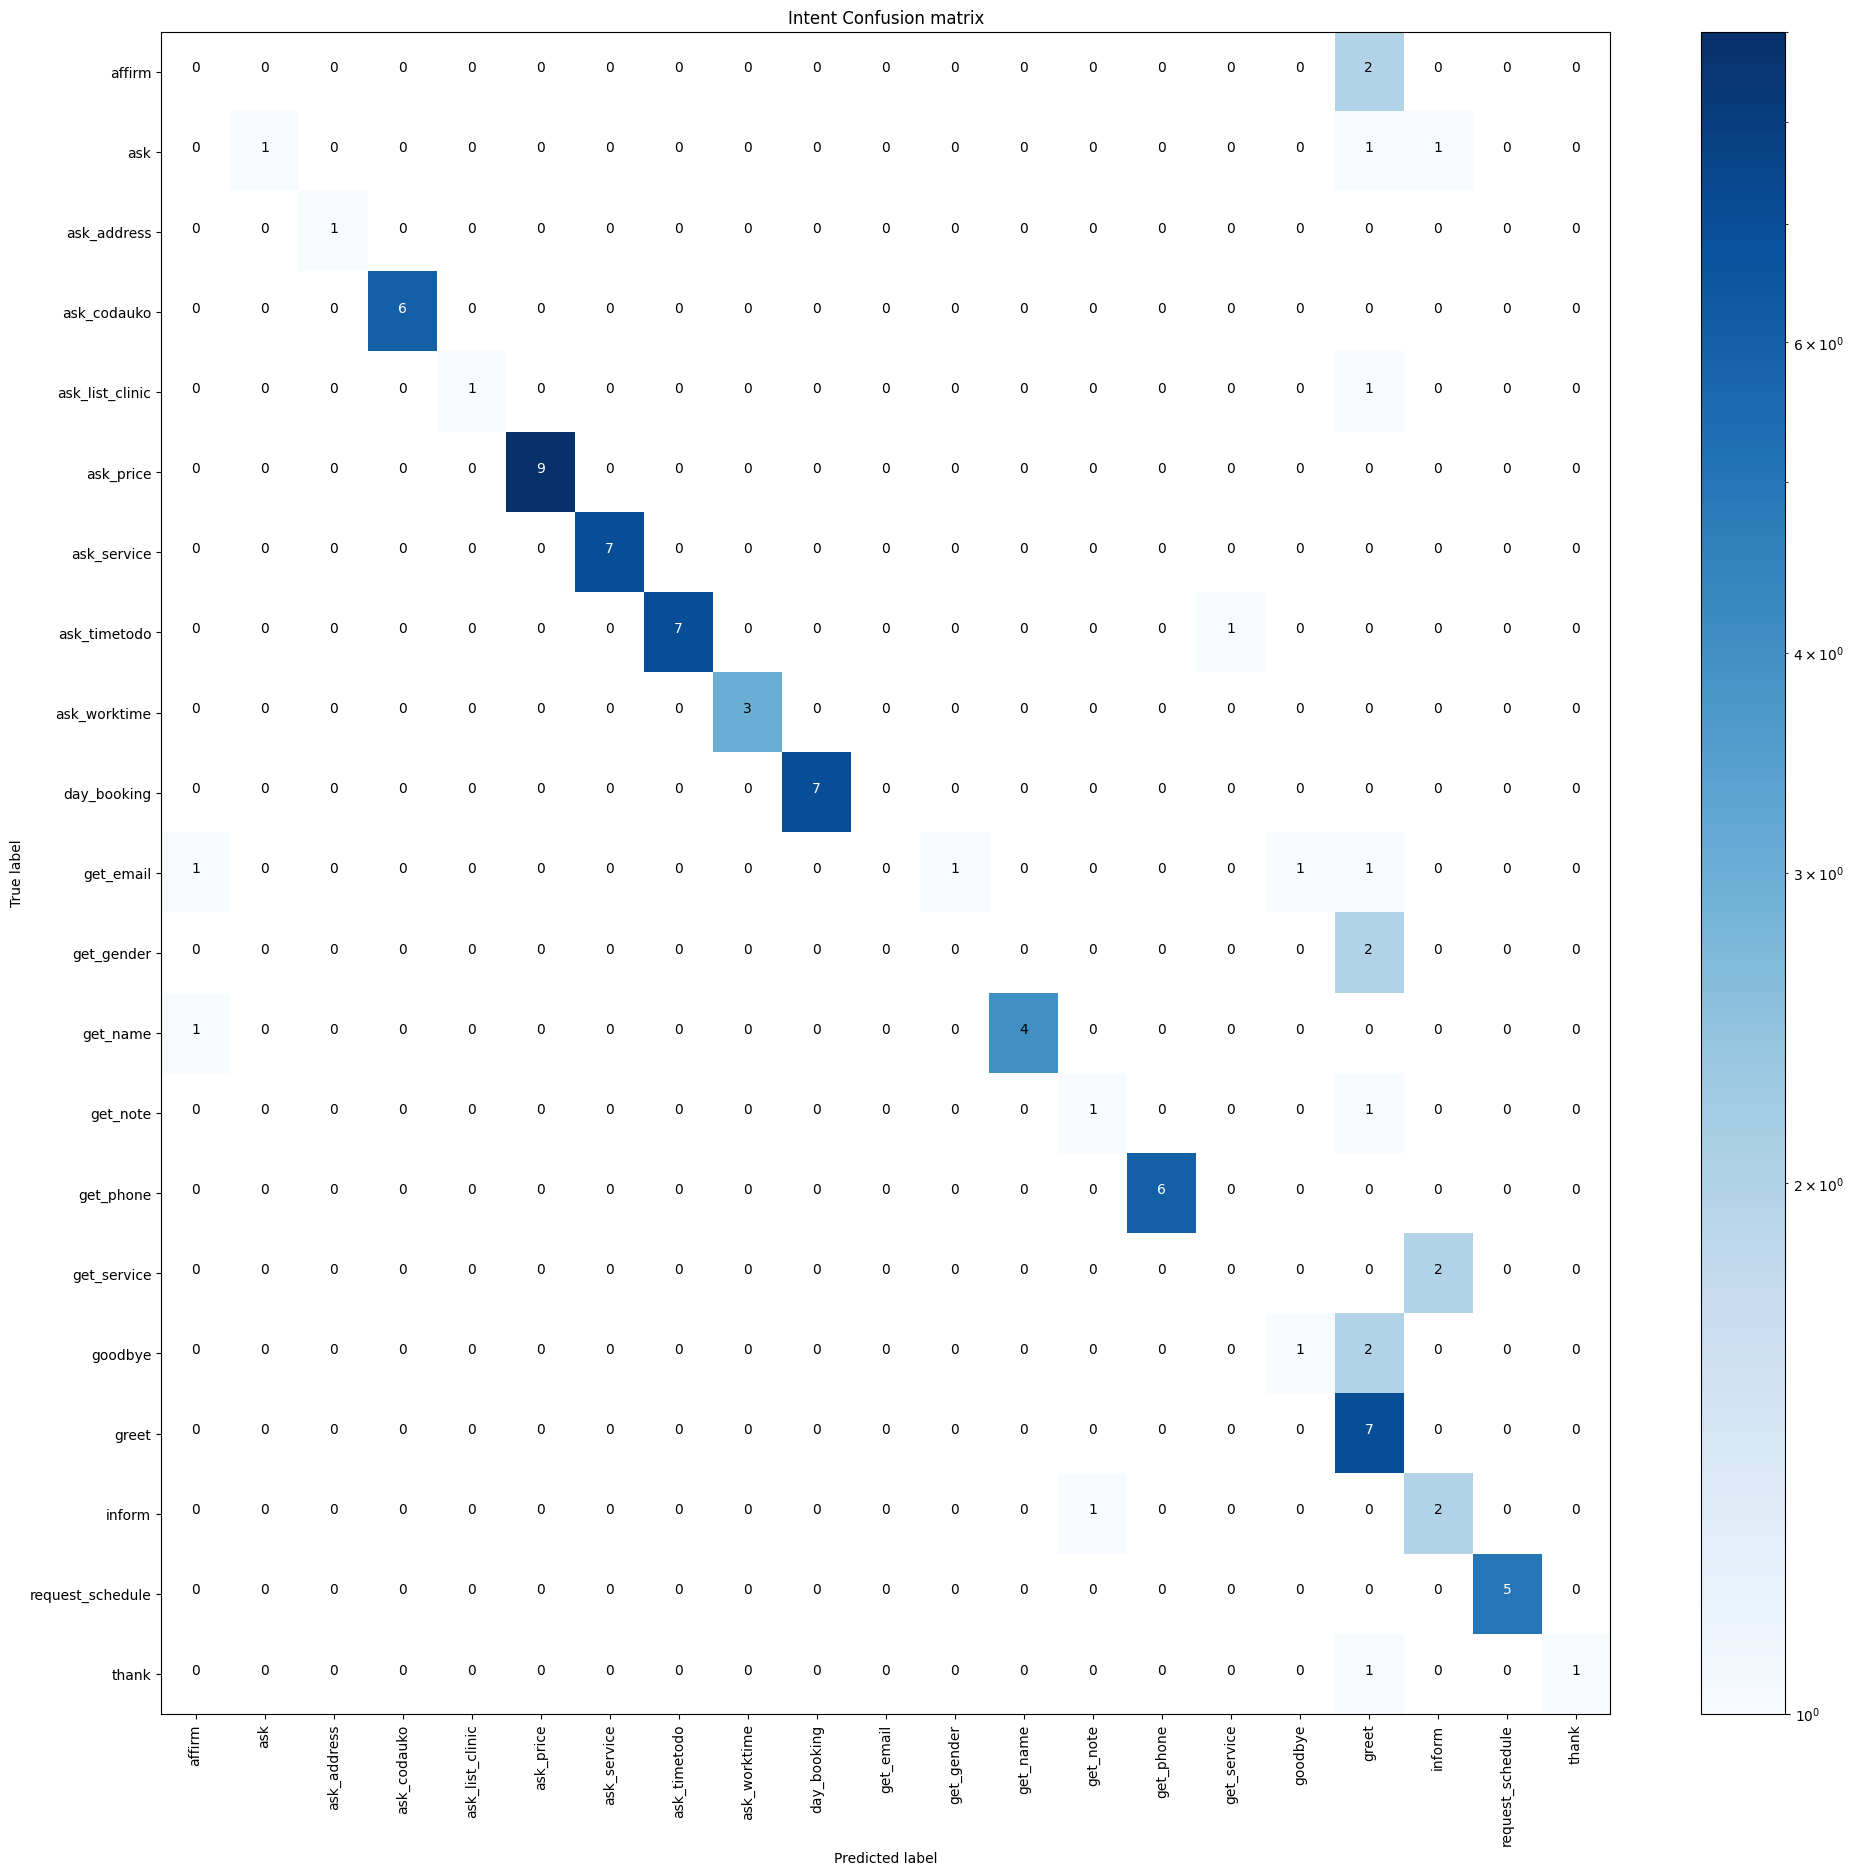 Intent Confusion matrix
True label
affirm 0 0 0 0 0 0 0 0 0 0 0 0 0 0 0 0 0 2 0 0 0
ask 0 1 0 0 0 0 0 0 0 0 0 0 0 0 0 0 0 1 1 0 0
ask_address 0 0 1 0 0 0 0 0 0 0 0 0 0 0 0 0 0 0 0 0 0
ask_codauko 0 0 0 6 0 0 0 0 0 0 0 0 0 0 0 0 0 0 0 0 0
ask_list_clinic 0 0 0 0 1 0 0 0 0 0 0 0 0 0 0 0 0 1 0 0 0
ask_price 0 0 0 0 0 9 0 0 0 0 0 0 0 0 0 0 0 0 0 0 0
ask_service 0 0 0 0 0 0 7 0 0 0 0 0 0 0 0 0 0 0 0 0 0
ask_timetodo 0 0 0 0 0 0 0 7 0 0 0 0 0 0 0 1 0 0 0 0 0
ask_worktime 0 0 0 0 0 0 0 0 3 0 0 0 0 0 0 0 0 0 0 0 0
day_booking 0 0 0 0 0 0 0 0 0 7 0 0 0 0 0 0 0 0 0 0 0
get_email 1 0 0 0 0 0 0 0 0 0 0 1 0 0 0 0 1 1 0 0 0
get_gender 0 0 0 0 0 0 0 0 0 0 0 0 0 0 0 0 0 2 0 0 0
get_name 1 0 0 0 0 0 0 0 0 0 0 0 4 0 0 0 0 0 0 0 0
get_note 0 0 0 0 0 0 0 0 0 0 0 0 0 1 0 0 0 1 0 0 0
get_phone 0 0 0 0 0 0 0 0 0 0 0 0 0 0 6 0 0 0 0 0 0
get_service 0 0 0 0 0 0 0 0 0 0 0 0 0 0 0 0 0 0 2 0 0
goodbye 0 0 0 0 0 0 0 0 0 0 0 0 0 0 0 0 1 2 0 0 0
greet 0 0 0 0 0 0 0 0 0 0 0 0 0 0 0 0 0 7 0 0 0
inform 0 0 0 0 0 0 0 0 0 0 0 0 0 1 0 0 0 0 2 0 0
request_schedule 0 0 0 0 0 0 0 0 0 0 0 0 0 0 0 0 0 0 0 5 0
thank 0 0 0 0 0 0 0 0 0 0 0 0 0 0 0 0 0 1 0 0 1
affirm
ask
ask_address
ask_codauko
ask_list_clinic
ask_price
ask_service
ask_timetodo
ask_worktime
day_booking
get_email
get_gender
get_name
get_note
get_phone
get_service
goodbye
greet
inform
request_schedule
thank
Predicted label
6 × 10⁰
4 × 10⁰
3 × 10⁰
2 × 10⁰
10⁰